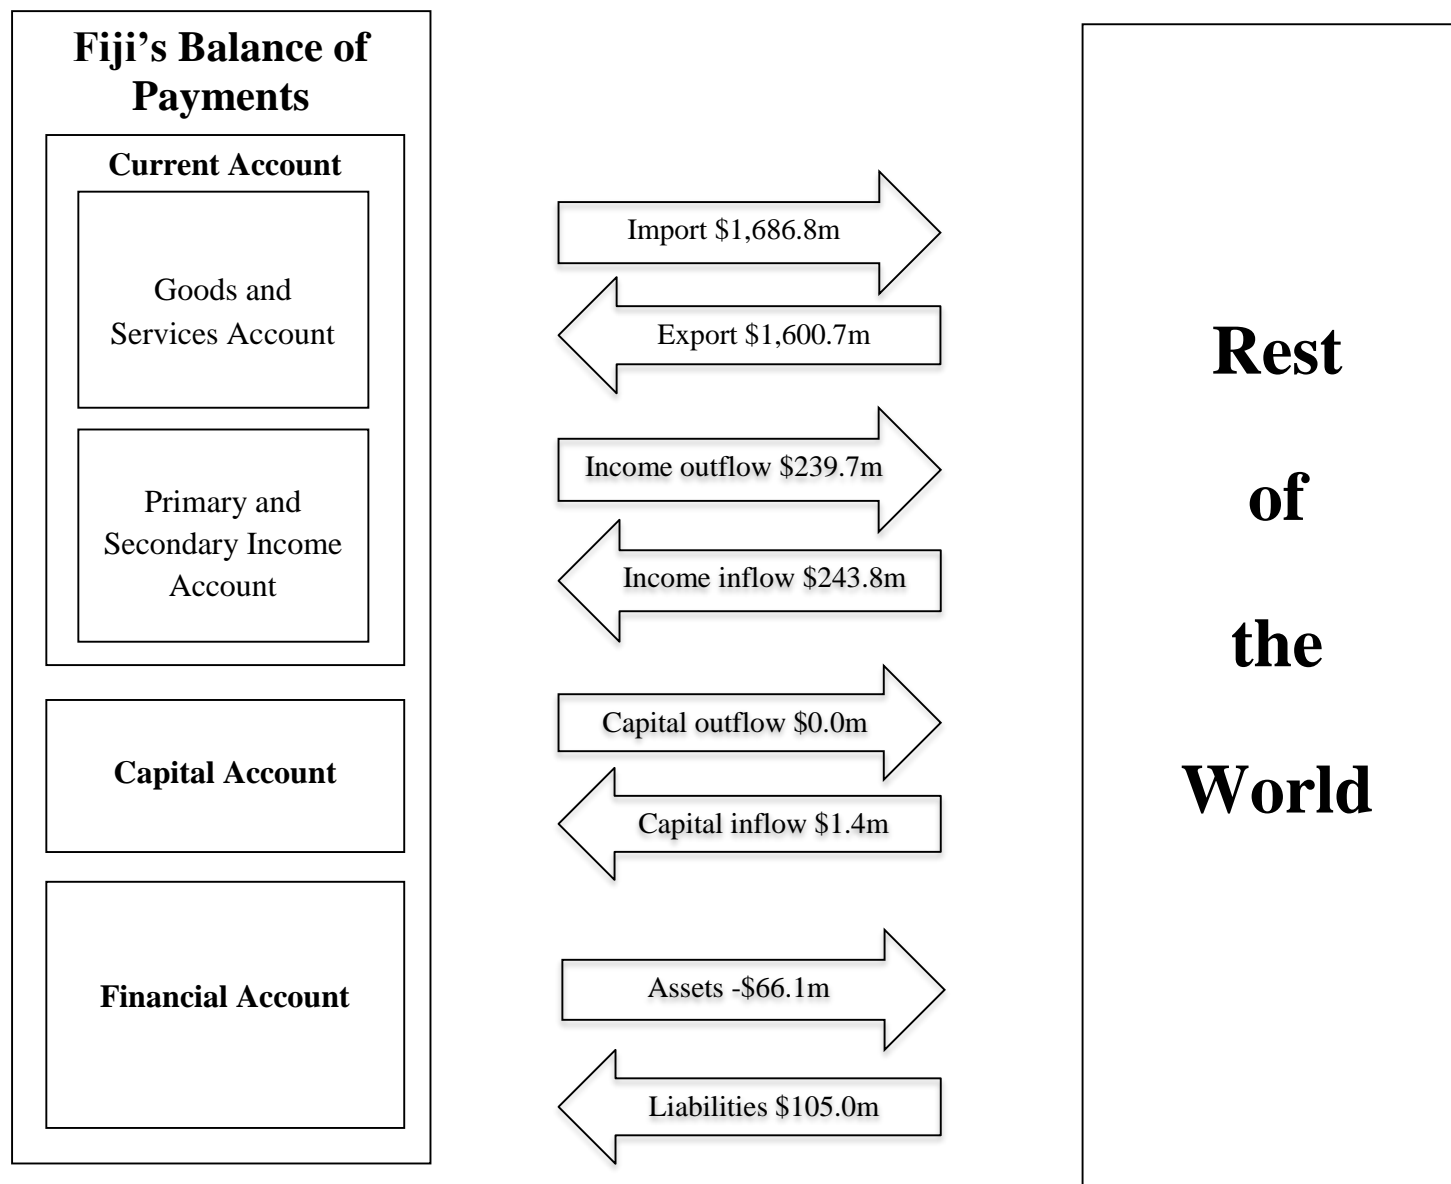 Fiji’s Balance of
Payments
Current Account
Goods and
Services Account
Primary and
Secondary Income
Account
Capital Account
Financial Account
Import $1,686.8m
Export $1,600.7m
Income outflow $239.7m
Income inflow $243.8m
Capital outflow $0.0m
Capital inflow $1.4m
Assets -$66.1m
Liabilities $105.0m
Rest
of
the
World